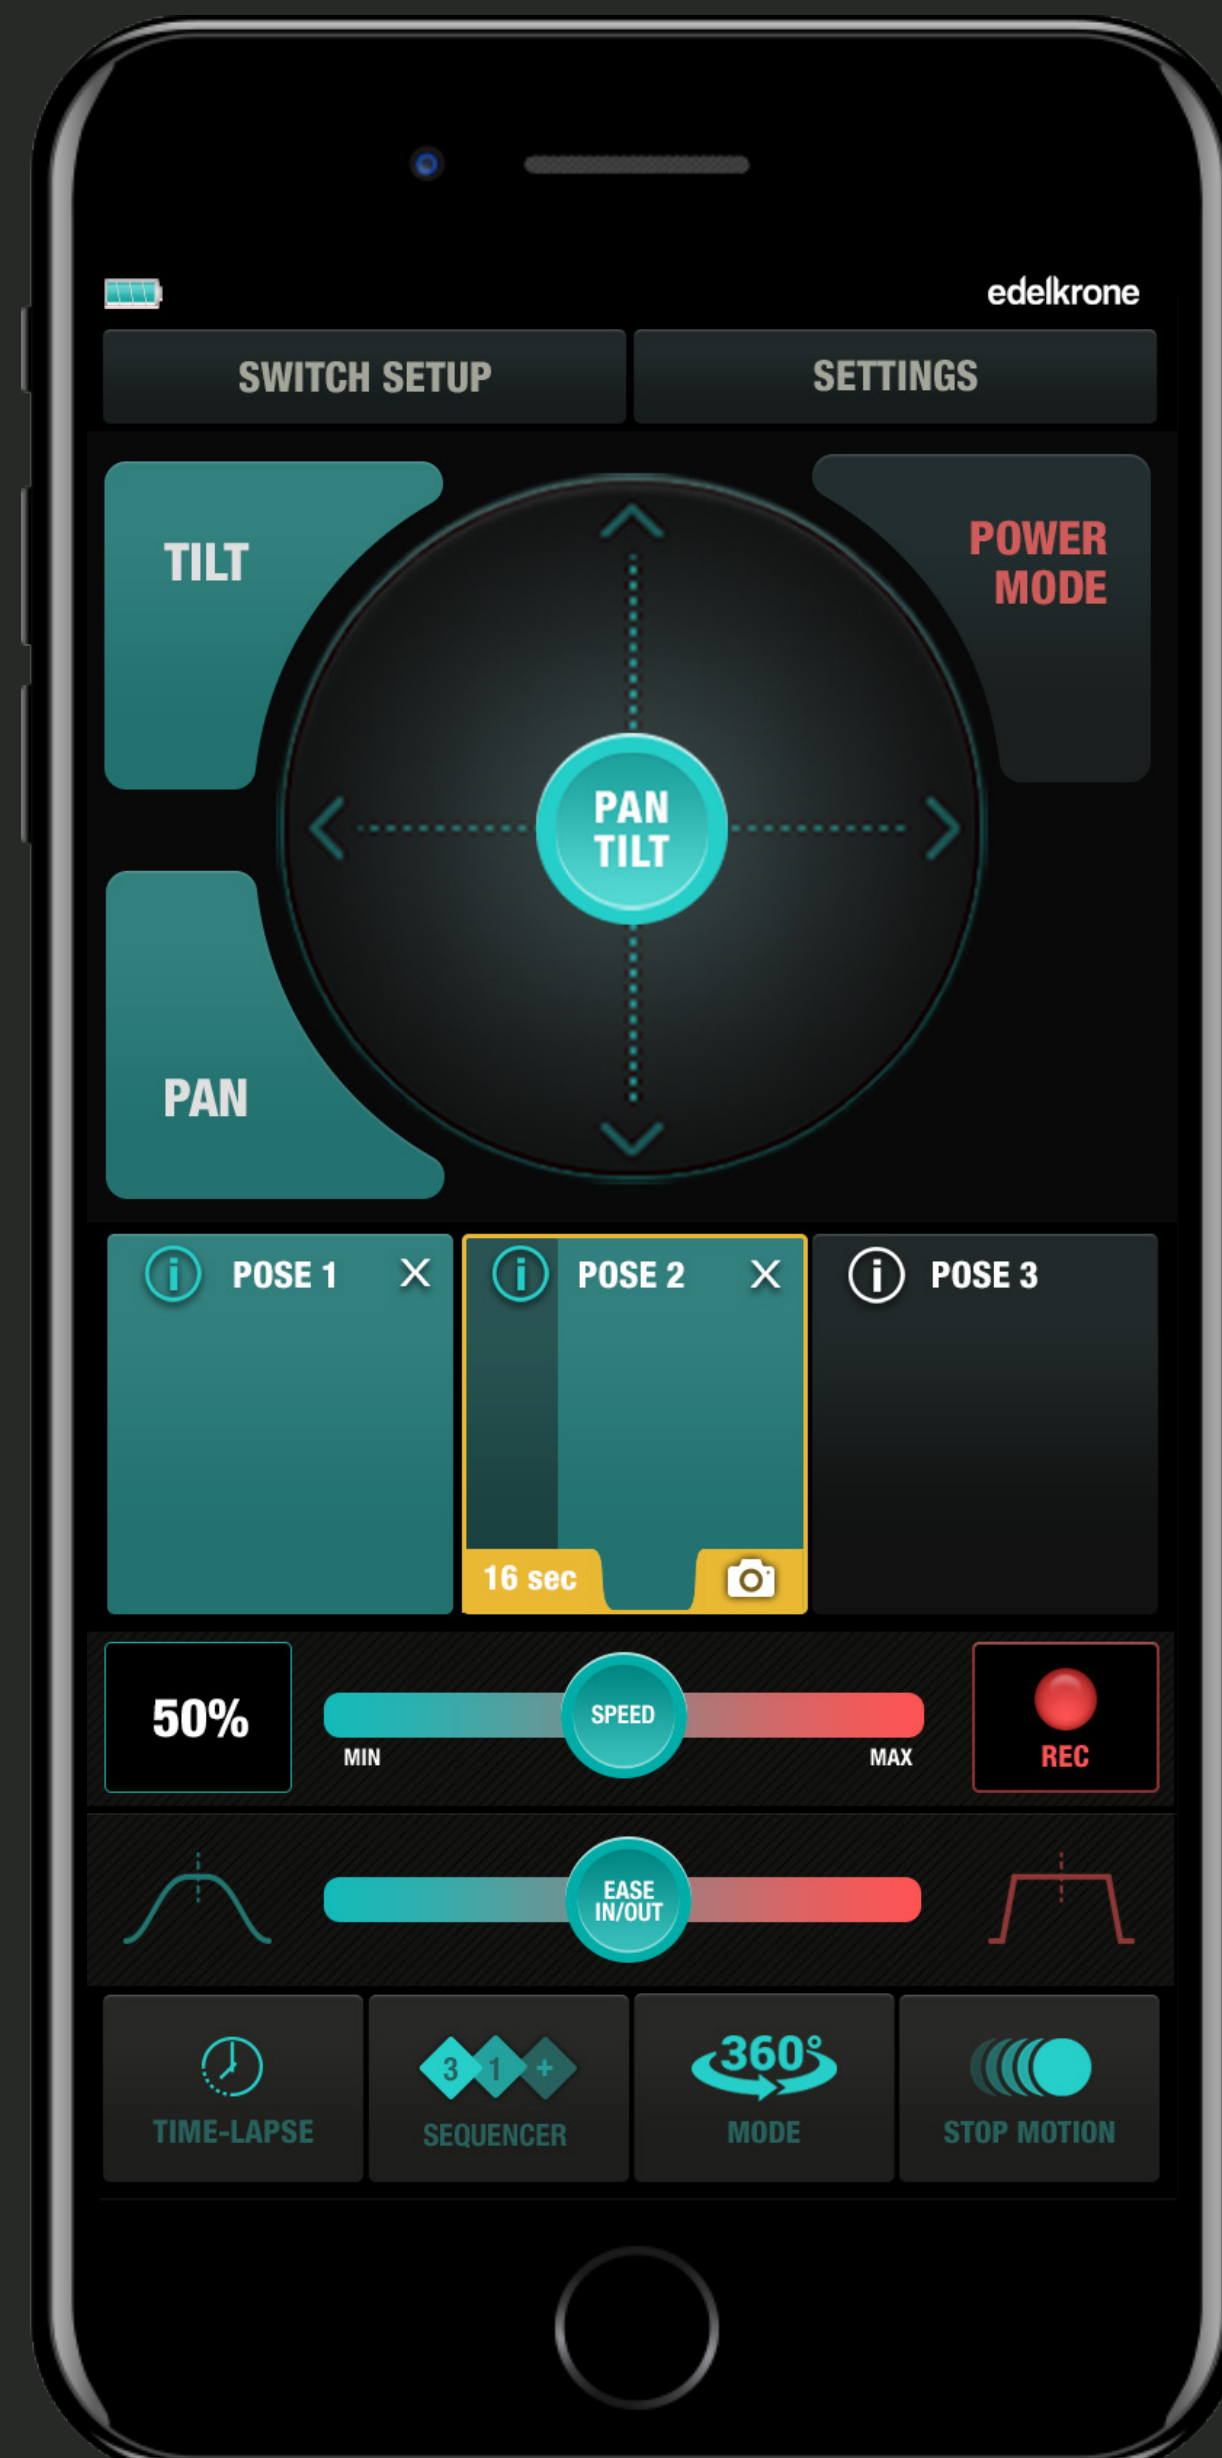 edelkrone
SWITCH SETUP
SETTINGS
TILT
POWER
MODE
PAN
TILT
PAN
i POSE 1 X
i POSE 2 X
i POSE 3
16 sec
50%
SPEED
MIN
MAX
REC
EASE
IN/OUT
3 1 +
360°
TIME-LAPSE
SEQUENCER
MODE
STOP MOTION